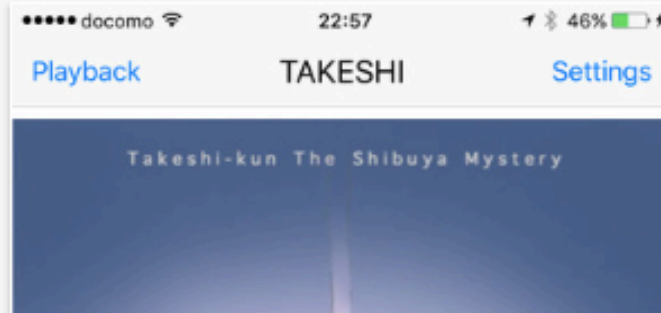 docomo 22:57 46%
Playback TAKESHI Settings
Takeshi-kun The Shibuya Mystery